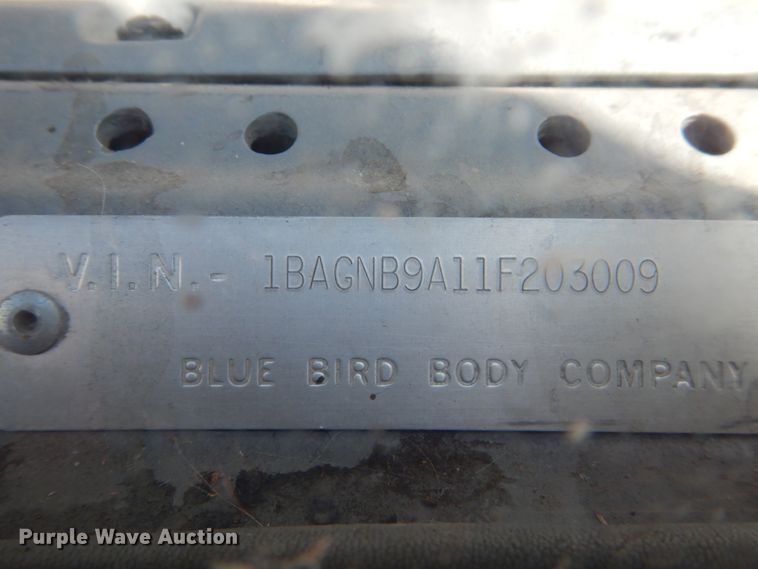 V.I.N.- 1BAGNB9A11F203009
BLUE BIRD BODY COMPANY
Purple Wave Auction